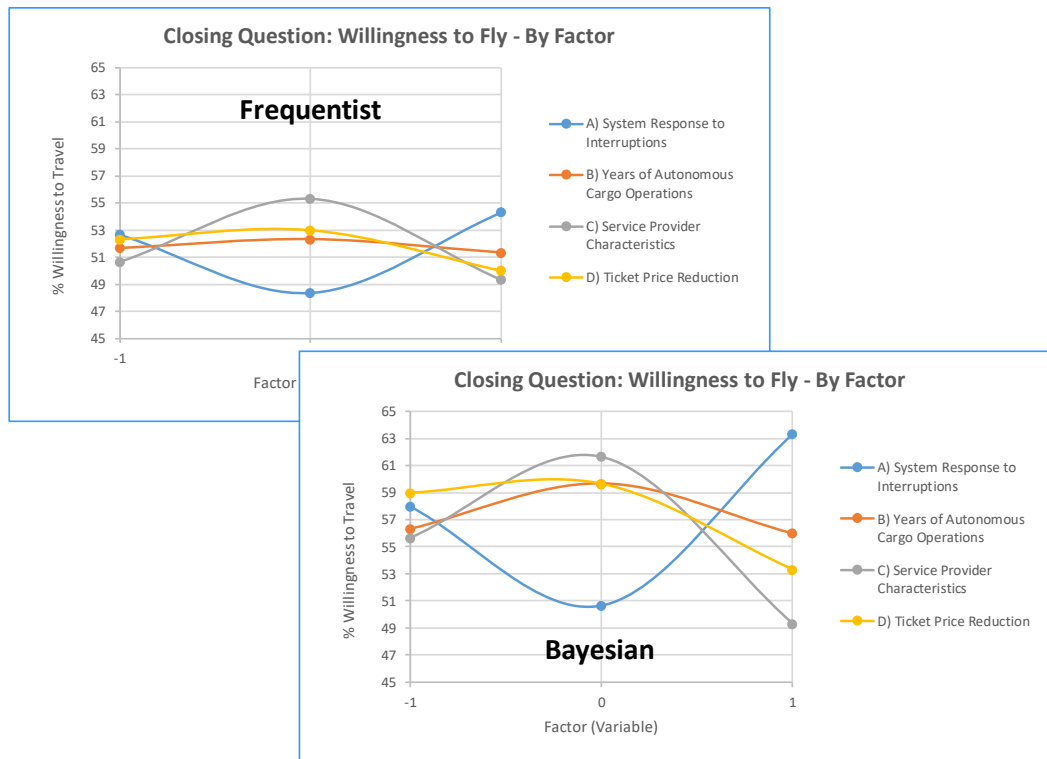 Closing Question: Willingness to Fly - By Factor
Frequentist
% Willingness to Travel
65
63
61
59
57
55
53
51
49
47
45
-1
Factor
A) System Response to
Interruptions
B) Years of Autonomous
Cargo Operations
C) Service Provider
Characteristics
D) Ticket Price Reduction
Closing Question: Willingness to Fly - By Factor
% Willingness to Travel
65
63
61
59
57
55
53
51
49
47
45
Bayesian
-1
0
1
Factor (Variable)
A) System Response to
Interruptions
B) Years of Autonomous
Cargo Operations
C) Service Provider
Characteristics
D) Ticket Price Reduction